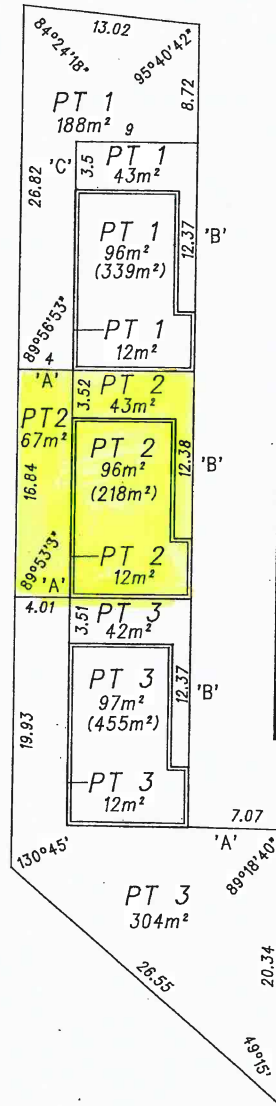 13.02
84°24'18"
95°40'42"
8.72
PT 1
188m²
9
'C'
3.5
PT 1
43m²
26.82
PT 1
96m²
(339m²)
12.37
'B'
PT 1
12m²
89°56'53"
4
'A'
3.52
PT 2
43m²
PT2
67m²
PT 2
96m²
(218m²)
12.38
'B'
16.84
PT 2
12m²
89°53'3"
'A'
4.01
3.51
PT 3
42m²
PT 3
97m²
(455m²)
12.37
'B'
19.93
PT 3
12m²
7.07
'A'
130°45'
89°18'40"
PT 3
304m²
20.34
26.55
49°15'